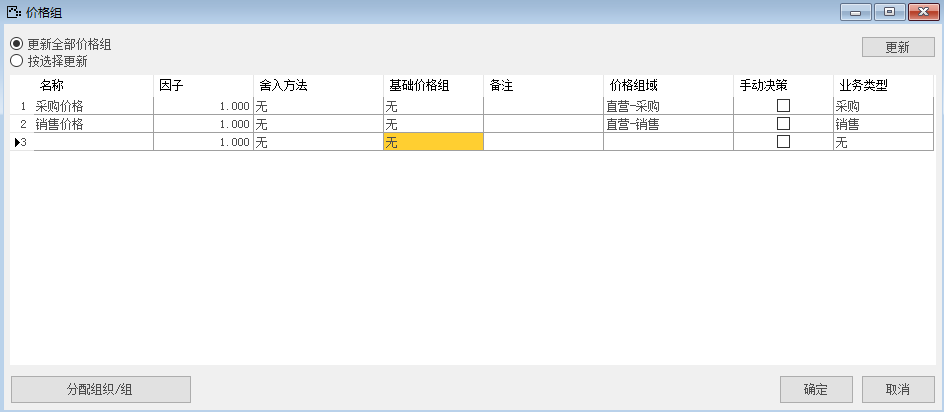 价格组
更新全部价格组
按选择更新
更新
名称 因子 舍入方法 基础价格组 备注 价格组域 手动决策 业务类型
1 采购价格 1.000 无 无 直营-采购 采购
2 销售价格 1.000 无 无 直营-销售 销售
3 1.000 无 无 无
分配组织/组 确定 取消